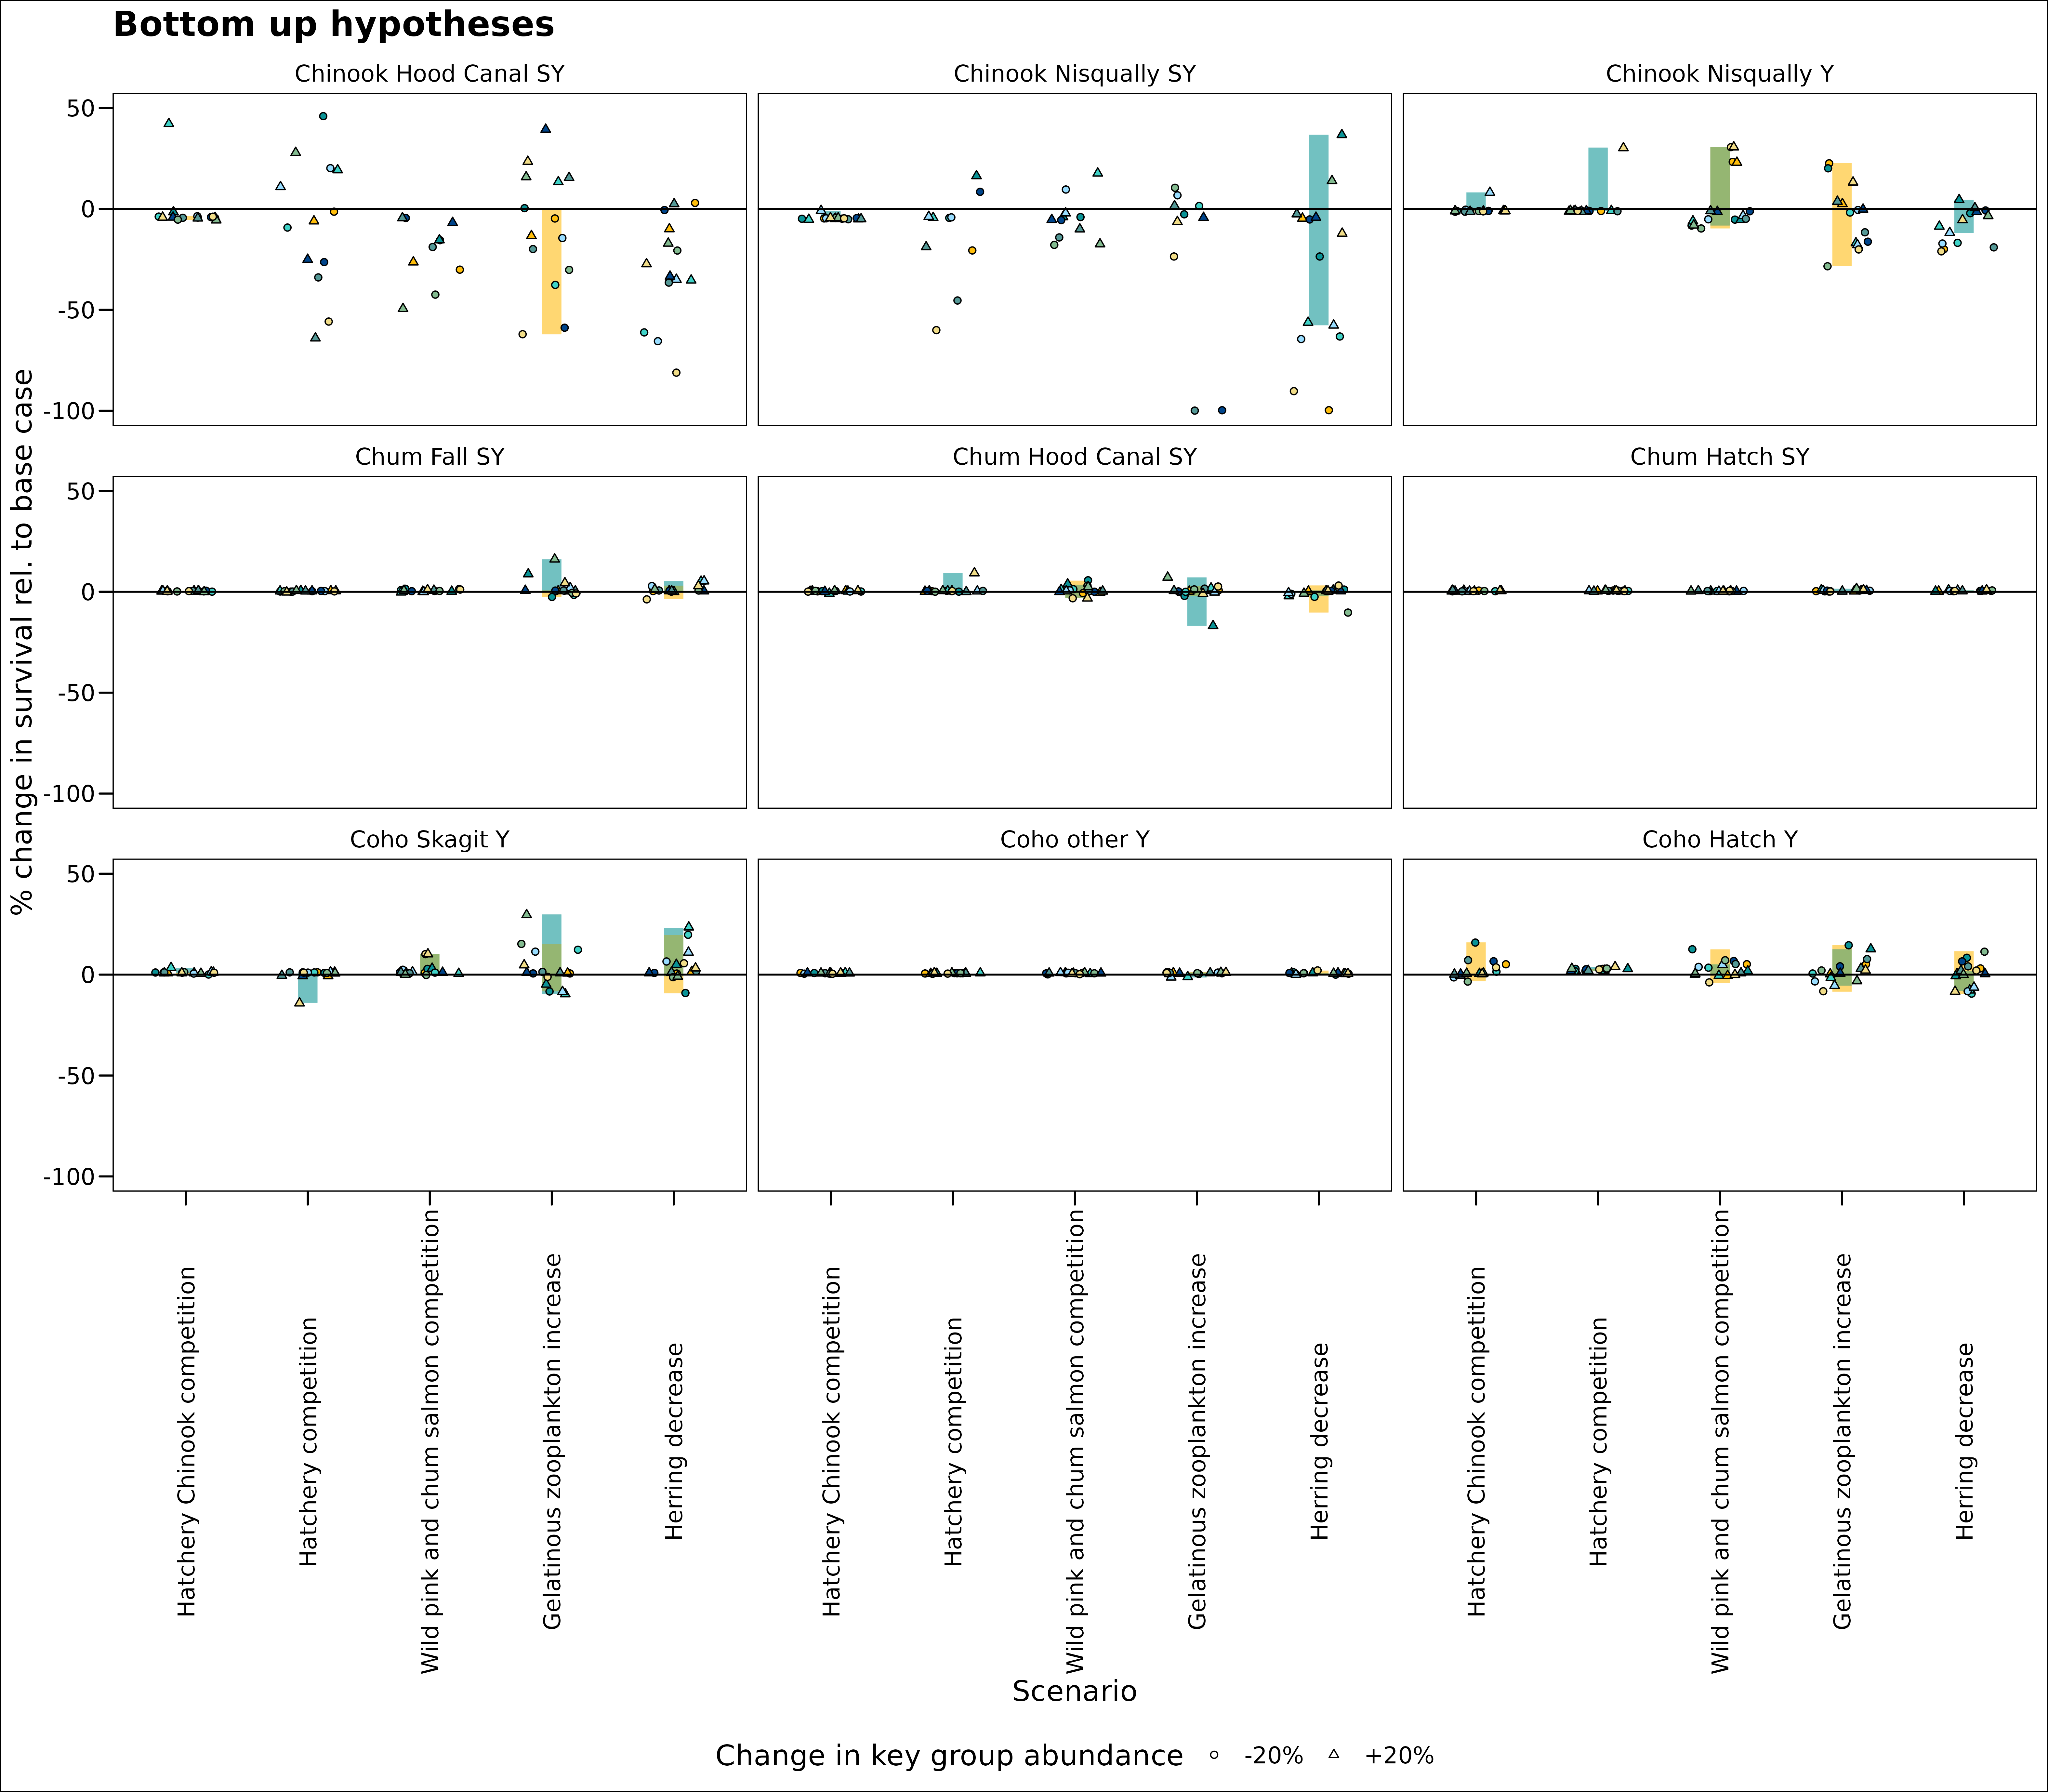 Bottom up hypotheses
% change in survival rel. to base case
Chinook Hood Canal SY
Chinook Nisqually SY
Chinook Nisqually Y
50
0
-50
-100
Chum Fall SY
Chum Hood Canal SY
Chum Hatch SY
50
0
-50
-100
Coho Skagit Y
Coho other Y
Coho Hatch Y
50
0
-50
-100
Hatchery Chinook competition
Hatchery competition
Wild pink and chum salmon competition
Gelatinous zooplankton increase
Herring decrease
Hatchery Chinook competition
Hatchery competition
Wild pink and chum salmon competition
Gelatinous zooplankton increase
Herring decrease
Hatchery Chinook competition
Hatchery competition
Wild pink and chum salmon competition
Gelatinous zooplankton increase
Herring decrease
Scenario
Change in key group abundance -20% +20%